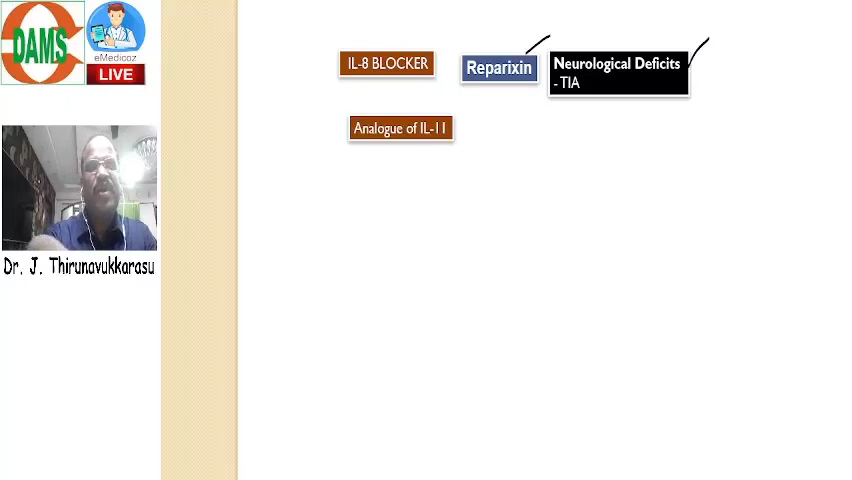 DAMS
eMedicoz
LIVE
IL-8 BLOCKER
Reparixin
Neurological Deficits
- TIA
Analogue of IL-11
Dr. J. Thirunavukkarasu